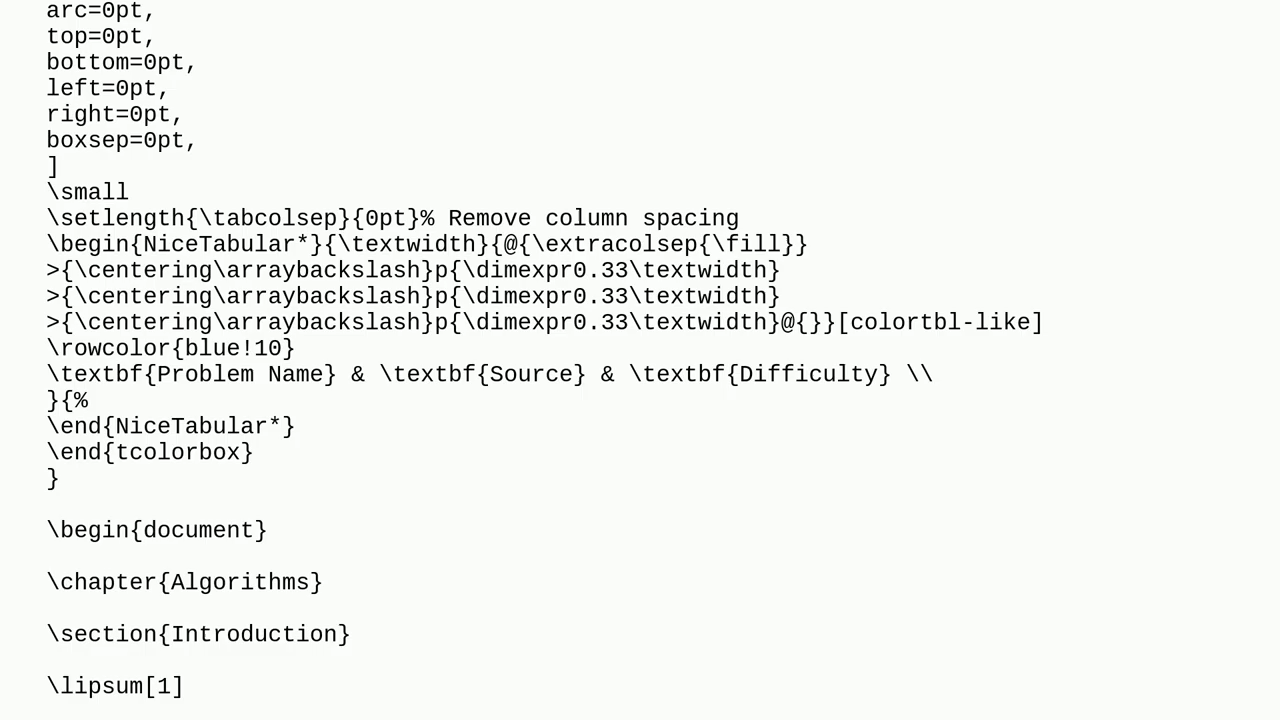 arc=0pt,
top=0pt,
bottom=0pt,
left=0pt,
right=0pt,
boxsep=0pt,
]
\small
\setlength{\tabcolsep}{0pt}% Remove column spacing
\begin{NiceTabular*}{\textwidth}{@{\extracolsep{\fill}}
>{\centering\arraybackslash}p{\dimexpr0.33\textwidth}
>{\centering\arraybackslash}p{\dimexpr0.33\textwidth}
>{\centering\arraybackslash}p{\dimexpr0.33\textwidth}@{}}[colortbl-like]
\rowcolor{blue!10}
\textbf{Problem Name} & \textbf{Source} & \textbf{Difficulty} \\
}{%
\end{NiceTabular*}
\end{tcolorbox}
}
\begin{document}
\chapter{Algorithms}
\section{Introduction}
\lipsum[1]